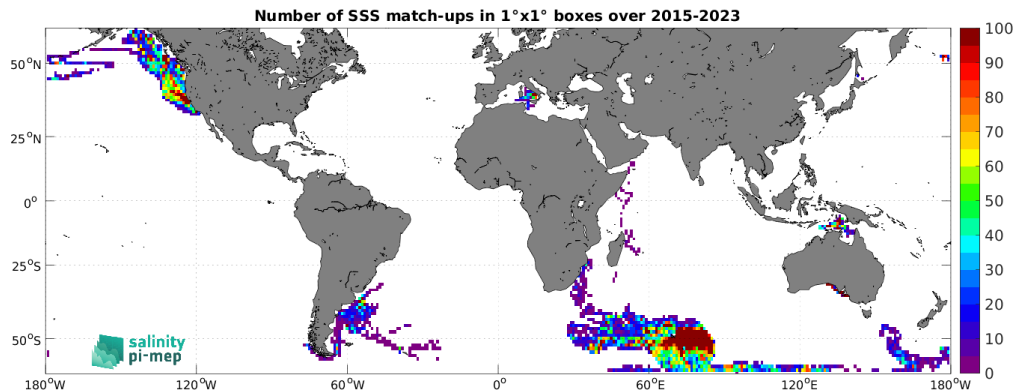 Number of SSS match-ups in 1°x1° boxes over 2015-2023
100
90
80
70
60
50
40
30
20
10
0
50°N
25°N
0°
25°S
50°S
salinity
pi-mep
180°W 120°W 60°W 0° 60°E 120°E 180°W